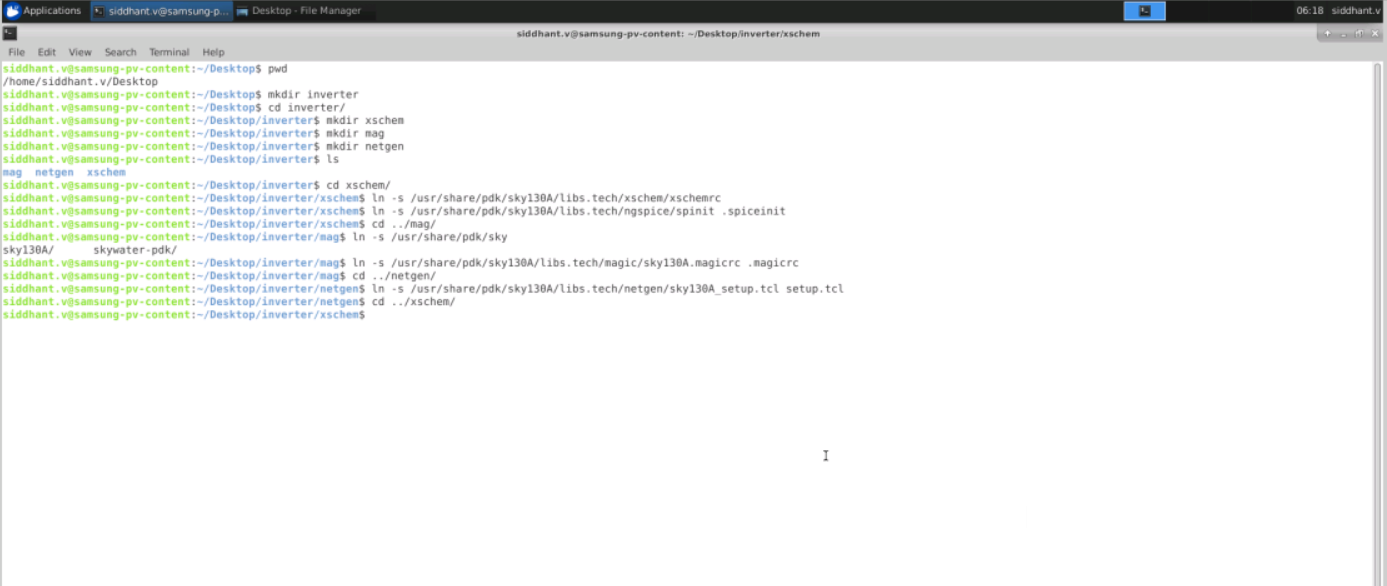 Applications siddhant.v@samsung-p... Desktop - File Manager 06:18 siddhant.v
siddhant.v@samsung-pv-content: ~/Desktop/inverter/xschem
File Edit View Search Terminal Help
siddhant.v@samsung-pv-content:~/Desktop$ pwd
/home/siddhant.v/Desktop
siddhant.v@samsung-pv-content:~/Desktop$ mkdir inverter
siddhant.v@samsung-pv-content:~/Desktop$ cd inverter/
siddhant.v@samsung-pv-content:~/Desktop/inverter$ mkdir xschem
siddhant.v@samsung-pv-content:~/Desktop/inverter$ mkdir mag
siddhant.v@samsung-pv-content:~/Desktop/inverter$ mkdir netgen
siddhant.v@samsung-pv-content:~/Desktop/inverter$ ls
mag netgen xschem
siddhant.v@samsung-pv-content:~/Desktop/inverter$ cd xschem/
siddhant.v@samsung-pv-content:~/Desktop/inverter/xschem$ ln -s /usr/share/pdk/sky130A/libs.tech/xschem/xschemrc
siddhant.v@samsung-pv-content:~/Desktop/inverter/xschem$ ln -s /usr/share/pdk/sky130A/libs.tech/ngspice/spinit .spiceinit
siddhant.v@samsung-pv-content:~/Desktop/inverter/xschem$ cd ../mag/
siddhant.v@samsung-pv-content:~/Desktop/inverter/mag$ ln -s /usr/share/pdk/sky
sky130A/ skywater-pdk/
siddhant.v@samsung-pv-content:~/Desktop/inverter/mag$ ln -s /usr/share/pdk/sky130A/libs.tech/magic/sky130A.magicrc .magicrc
siddhant.v@samsung-pv-content:~/Desktop/inverter/mag$ cd ../netgen/
siddhant.v@samsung-pv-content:~/Desktop/inverter/netgen$ ln -s /usr/share/pdk/sky130A/libs.tech/netgen/sky130A_setup.tcl setup.tcl
siddhant.v@samsung-pv-content:~/Desktop/inverter/netgen$ cd ../xschem/
siddhant.v@samsung-pv-content:~/Desktop/inverter/xschem$